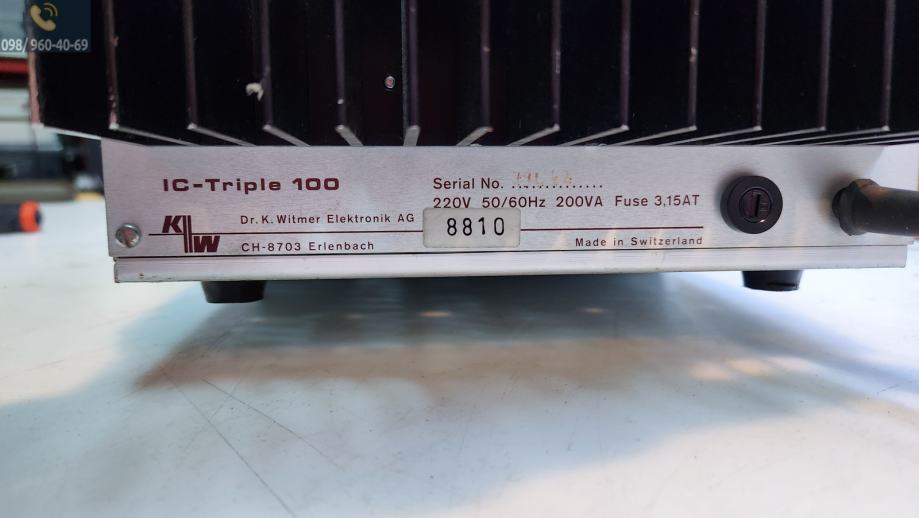 098/ 960-40-69
IC-Triple 100
Serial No. ................
220V 50/60Hz 200VA Fuse 3,15AT
KW
Dr. K. Witmer Elektronik AG
8810
CH-8703 Erlenbach
Made in Switzerland